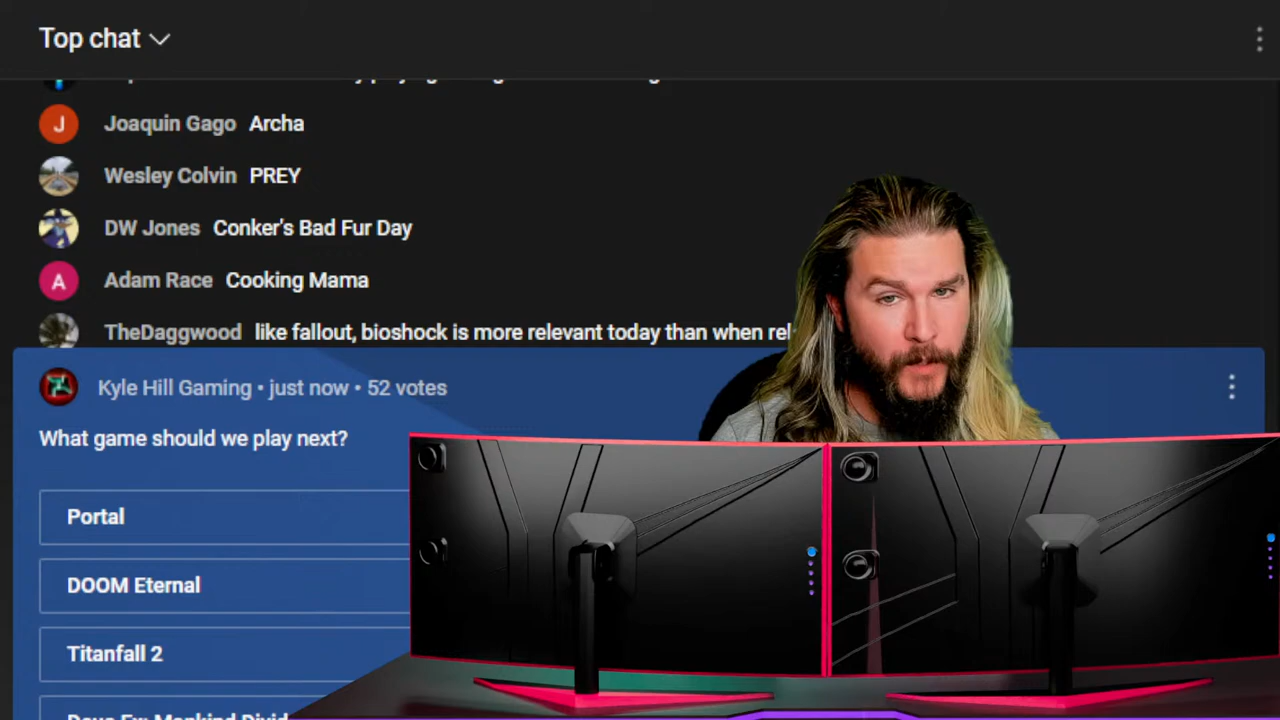 Top chat
Joaquin Gago Archa
Wesley Colvin PREY
DW Jones Conker's Bad Fur Day
Adam Race Cooking Mama
TheDaggwood like fallout, bioshock is more relevant today than when
Kyle Hill Gaming • just now • 52 votes
What game should we play next?
Portal
DOOM Eternal
Titanfall 2